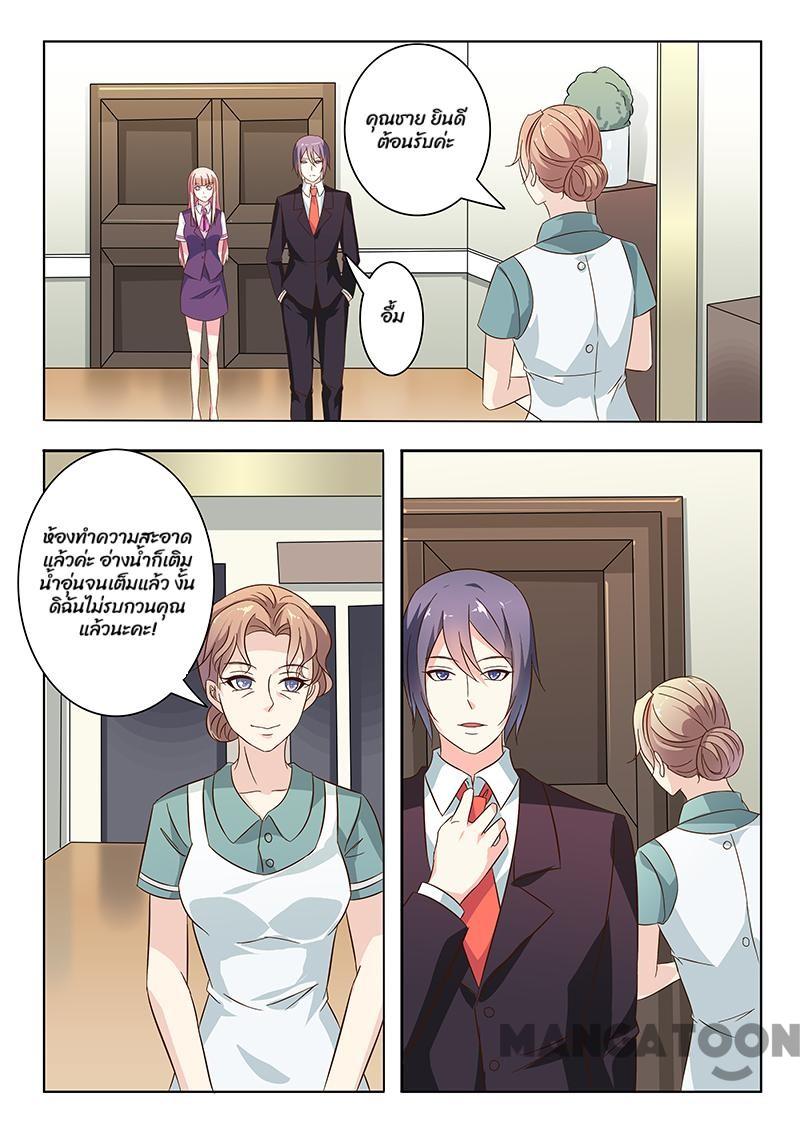 คุณชาย ยินดี
ต้อนรับค่ะ
อื้ม
ห้องทำความสะอาด
แล้วค่ะ อ่างน้ำก็เติม
น้ำอุ่นจนเต็มแล้ว งั้น
ดิฉันไม่รบกวนคุณ
แล้วนะคะ!
MANGATOON